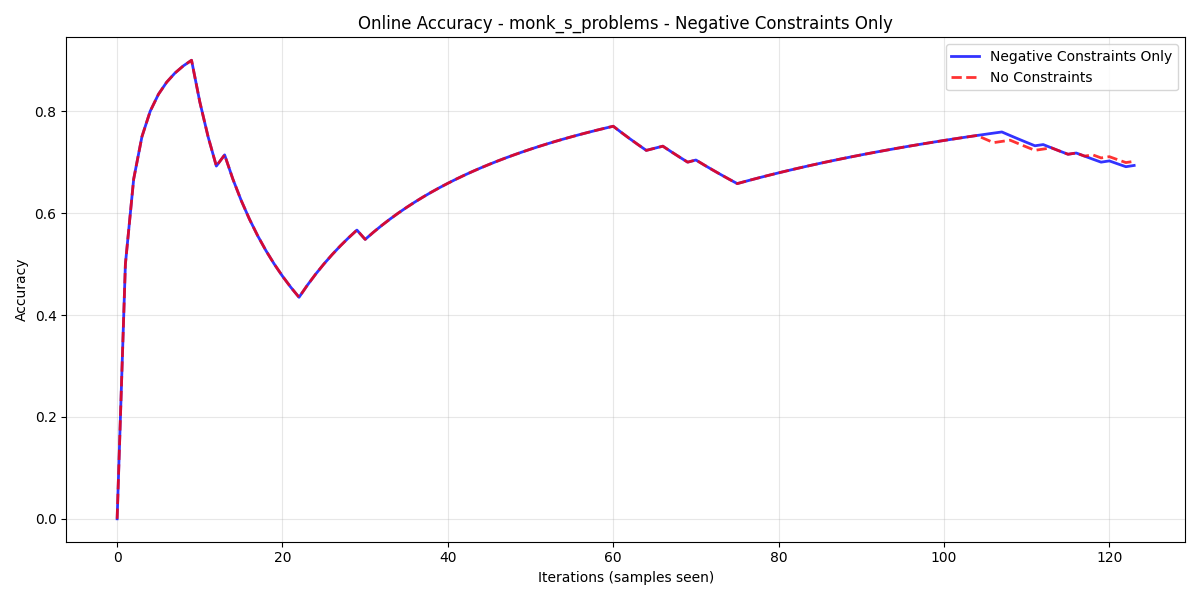 Online Accuracy - monk_s_problems - Negative Constraints Only
Negative Constraints Only
No Constraints
Accuracy
0.8
0.6
0.4
0.2
0.0
0 20 40 60 80 100 120
Iterations (samples seen)